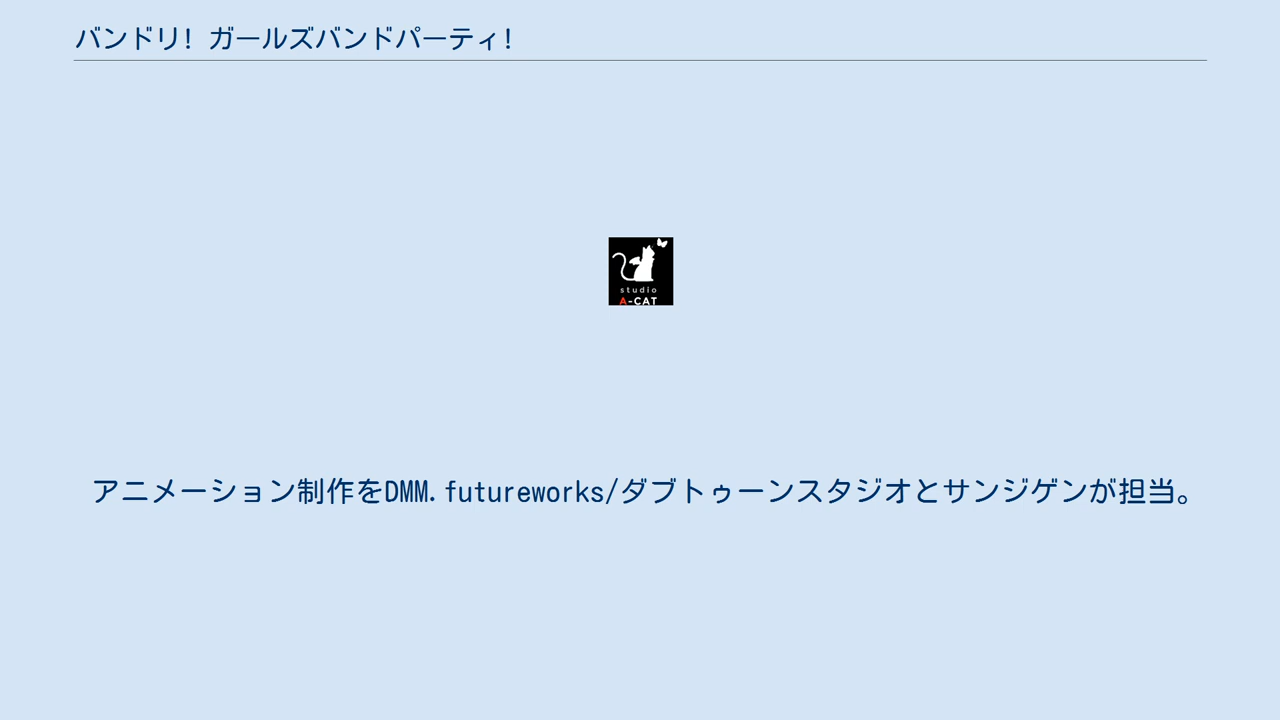 バンドリ! ガールズバンドパーティ!
studio
A-CAT
アニメーション制作をDMM.futureworks/ダブトゥーンスタジオとサンジゲンが担当。